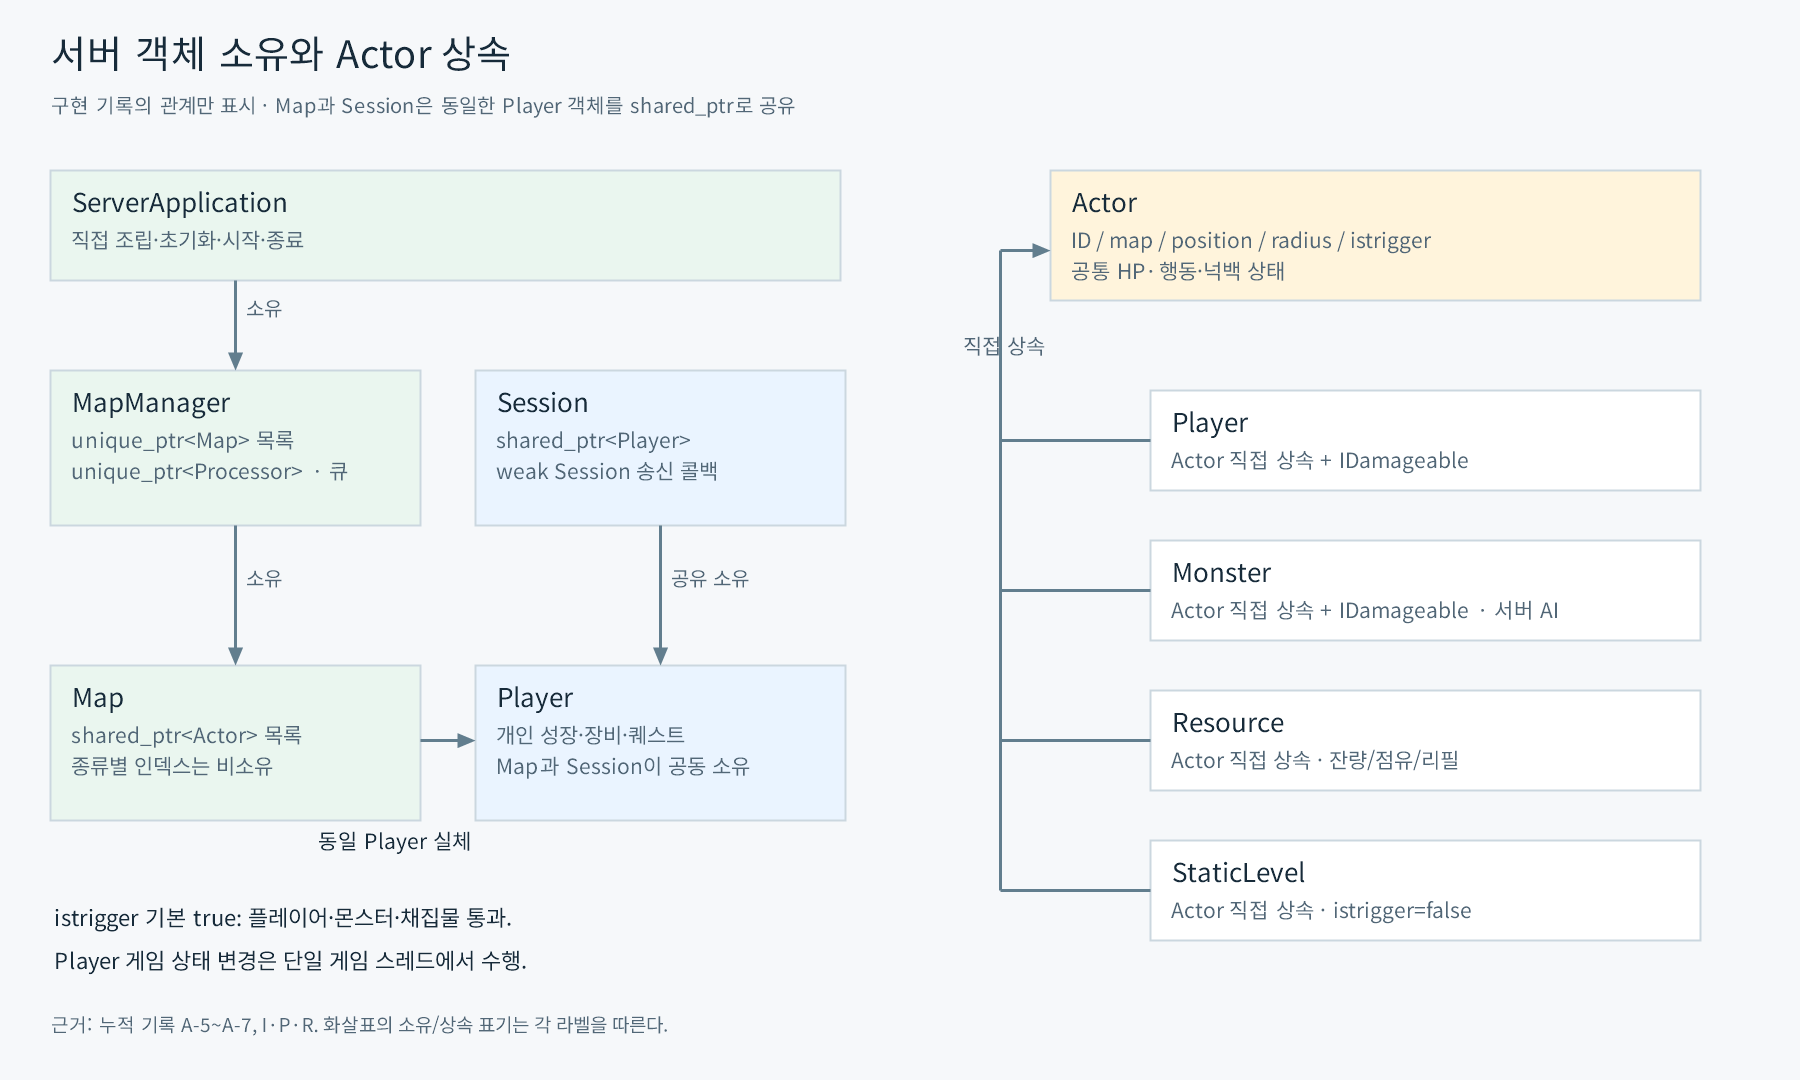 서버 객체 소유와 Actor 상속
구현 기록의 관계만 표시 · Map과 Session은 동일한 Player 객체를 shared_ptr로 공유
ServerApplication
직접 조립·초기화·시작·종료
소유
MapManager
unique_ptr<Map> 목록
unique_ptr<Processor> · 큐
Session
shared_ptr<Player>
weak Session 송신 콜백
소유
공유 소유
Map
shared_ptr<Actor> 목록
종류별 인덱스는 비소유
Player
개인 성장·장비·퀘스트
Map과 Session이 공동 소유
동일 Player 실체
istrigger 기본 true: 플레이어·몬스터·채집물 통과.
Player 게임 상태 변경은 단일 게임 스레드에서 수행.
근거: 누적 기록 A-5~A-7, I·P·R. 화살표의 소유/상속 표기는 각 라벨을 따른다.
Actor
ID / map / position / radius / istrigger
공통 HP · 행동·넉백 상태
직접 상속
Player
Actor 직접 상속 + IDamageable
Monster
Actor 직접 상속 + IDamageable · 서버 AI
Resource
Actor 직접 상속 · 잔량/점유/리필
StaticLevel
Actor 직접 상속 · istrigger=false